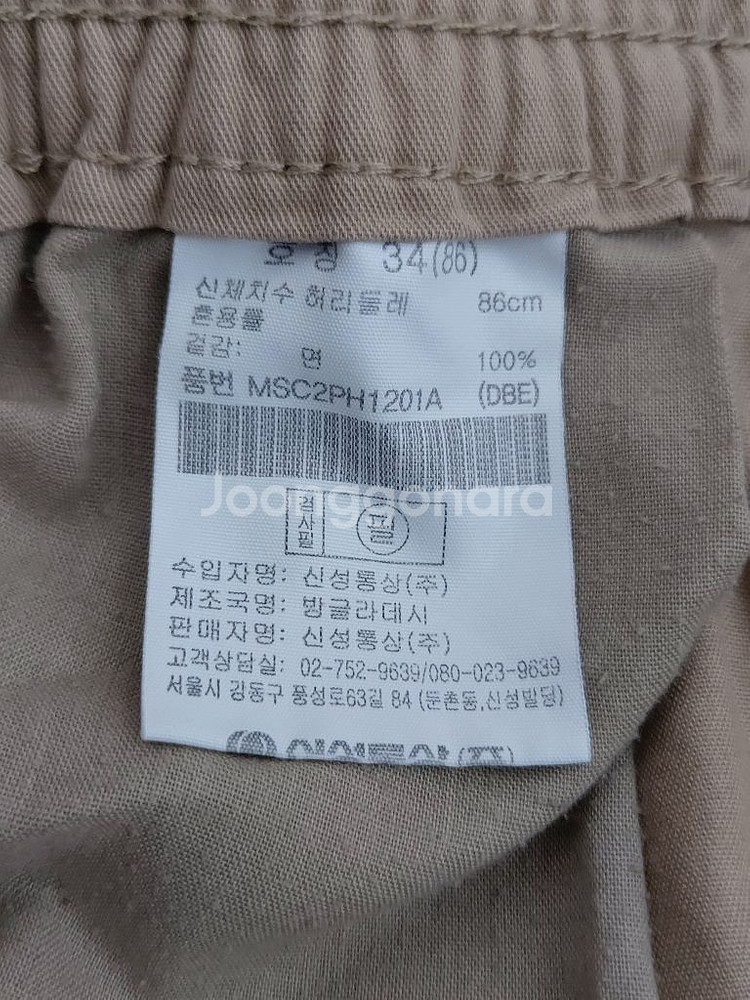 호칭 34(86)
신체치수 허리둘레 86cm
혼용률
겉감: 면 100%
품번 MSC2PH1201A (DBE)
Joonggonara
검사필 필
수입자명: 신성통상(주)
제조국명: 방글라데시
판매자명: 신성통상(주)
고객상담실: 02-752-9639/080-023-9639
서울시 강동구 풍성로63길 84 (둔촌동,신성빌딩)